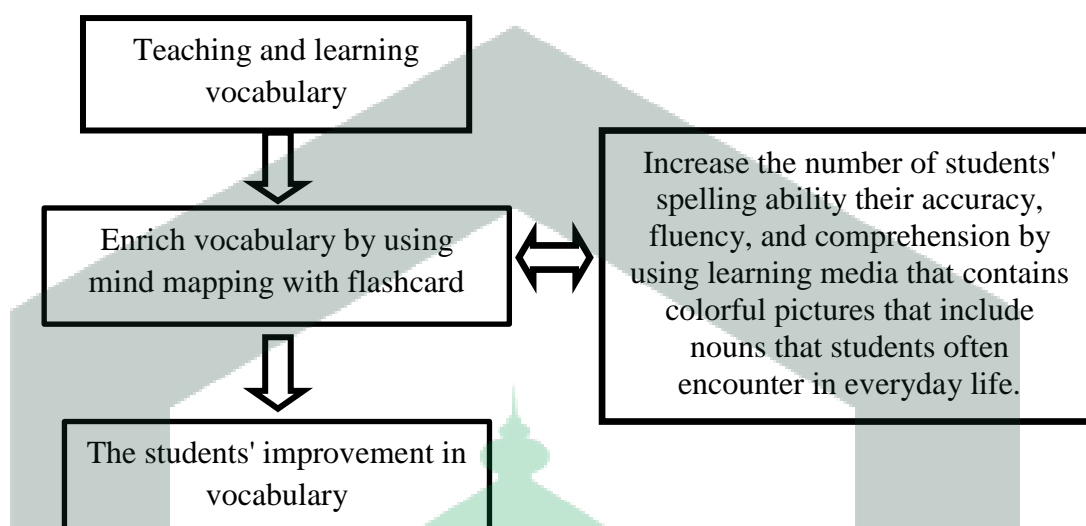 Teaching and learning
vocabulary
Enrich vocabulary by using
mind mapping with flashcard
Increase the number of students'
spelling ability their accuracy,
fluency, and comprehension by
using learning media that contains
colorful pictures that include
nouns that students often
encounter in everyday life.
The students' improvement in
vocabulary